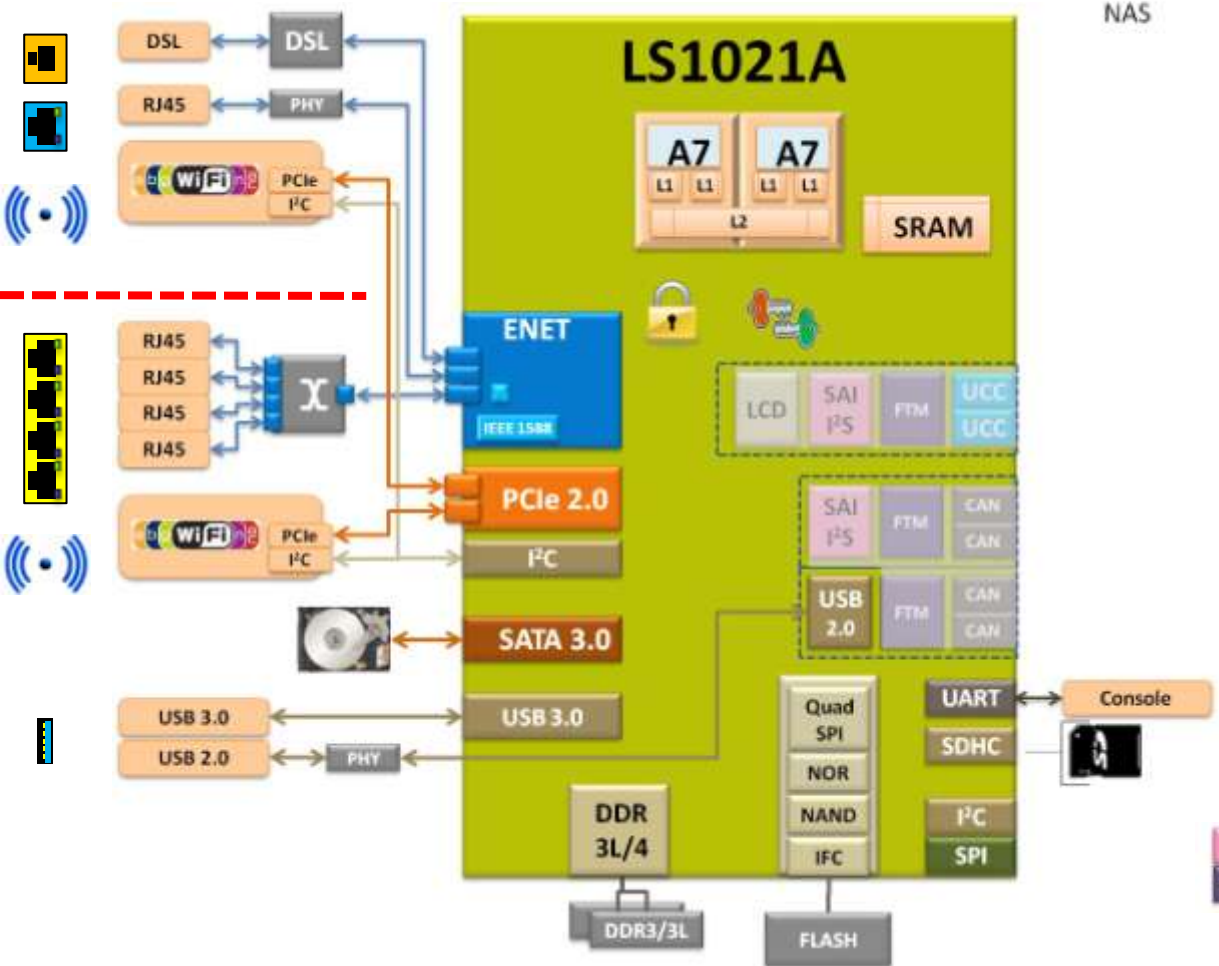 NAS
LS1021A
DSL
DSL
RJ45
PHY
WiFi
PCIe
I²C
A7
A7
L1
L1
L1
L1
L2
SRAM
RJ45
RJ45
RJ45
RJ45
X
ENET
IEEE 1588
LCD
SAI
I²S
FTM
UCC
UCC
WiFi
PCIe
I²C
PCIe 2.0
I²C
SAI
I²S
FTM
CAN
CAN
USB
2.0
FTM
CAN
CAN
SATA 3.0
USB 3.0
USB 3.0
USB 2.0
PHY
Quad
SPI
NOR
NAND
IFC
UART
Console
SDHC
I²C
SPI
DDR
3L/4
DDR3/3L
FLASH